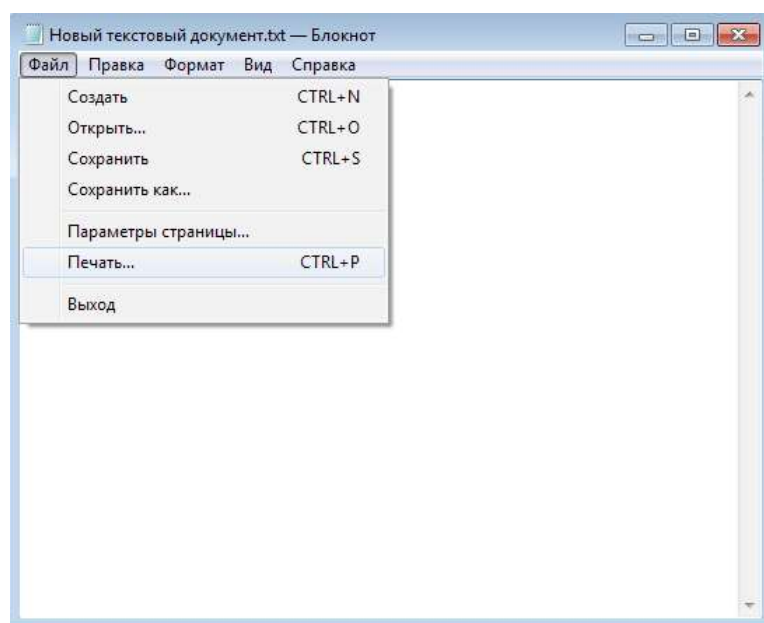 Новый текстовый документ.txt — Блокнот
Файл Правка Формат Вид Справка
Создать CTRL+N
Открыть... CTRL+O
Сохранить CTRL+S
Сохранить как...
Параметры страницы...
Печать... CTRL+P
Выход